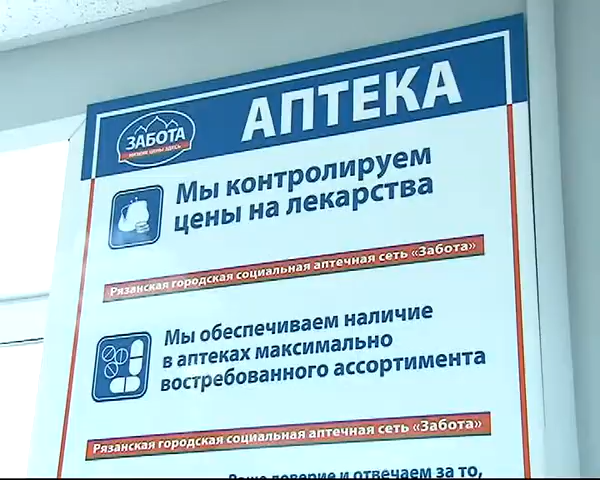 АПТЕКА
ЗАБОТА
НИЗКИЕ ЦЕНЫ ЗДЕСЬ
Мы контролируем
цены на лекарства
Рязанская городская социальная аптечная сеть «Забота»
Мы обеспечиваем наличие
в аптеках максимально
востребованного ассортимента
Рязанская городская социальная аптечная сеть «Забота»
Ваше доверие и отвечаем за то,